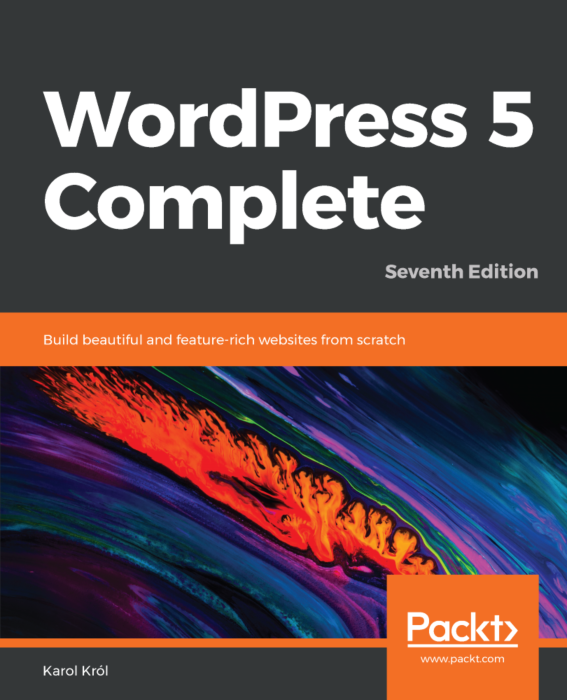 WordPress 5
Complete
Seventh Edition
Build beautiful and feature-rich websites from scratch
Packt>
www.packt.com
Karol Król